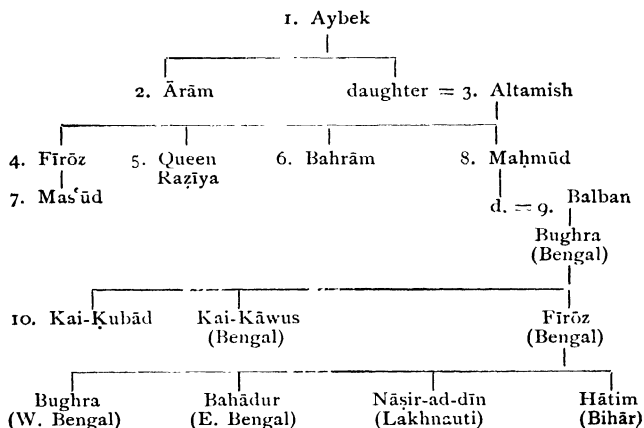 1. Aybek
2. Ārām daughter = 3. Altamish
4. Fīrōz 5. Queen 6. Bahrām 8. Maḥmūd
Raẓīya
7. Masʿūd Balban
d. = 9.
Bughra
(Bengal)
10. Kai-Ḳubād Kai-Kāwus Fīrōz
(Bengal) (Bengal)
Bughra Bahādur Nāṣir-ad-dīn Hātim
(W. Bengal) (E. Bengal) (Lakhnauti) (Bihār)